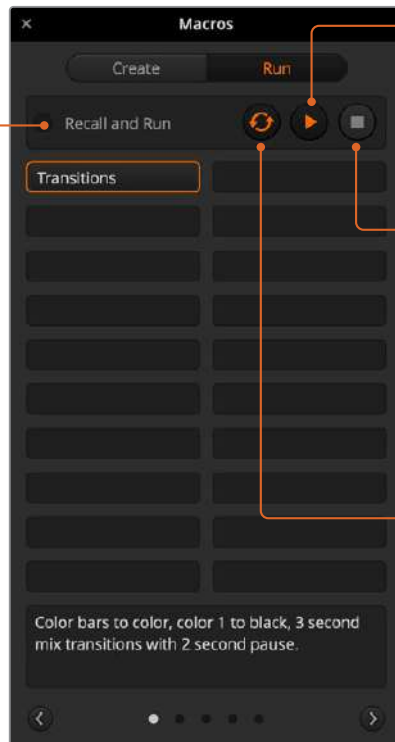 Macros
Create Run
Recall and Run
Transitions
Color bars to color, color 1 to black, 3 second
mix transitions with 2 second pause.